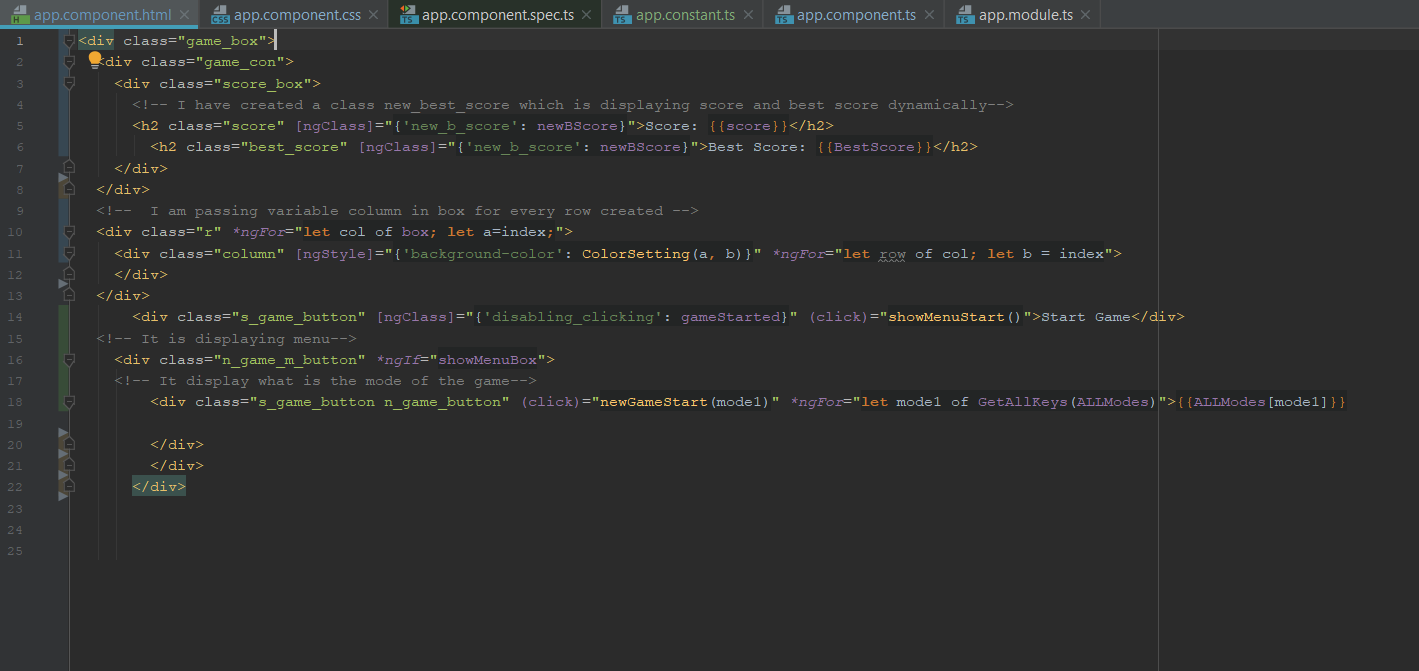 app.component.html app.component.css app.component.spec.ts app.constant.ts app.component.ts app.module.ts
1 <div class="game_box">
2 <div class="game_con">
3 <div class="score_box">
4 <!-- I have created a class new_best_score which is displaying score and best score dynamically-->
5 <h2 class="score" [ngClass]="{'new_b_score': newBScore}">Score: {{score}}</h2>
6 <h2 class="best_score" [ngClass]="{'new_b_score': newBScore}">Best Score: {{BestScore}}</h2>
7 </div>
8 </div>
9 <!--  I am passing variable column in box for every row created -->
10 <div class="r" *ngFor="let col of box; let a=index;">
11 <div class="column" [ngStyle]="{'background-color': ColorSetting(a, b)}" *ngFor="let row of col; let b = index">
12 </div>
13 </div>
14 <div class="s_game_button" [ngClass]="{'disabling_clicking': gameStarted}" (click)="showMenuStart()">Start Game</div>
15 <!-- It is displaying menu-->
16 <div class="n_game_m_button" *ngIf="showMenuBox">
17 <!-- It display what is the mode of the game-->
18 <div class="s_game_button n_game_button" (click)="newGameStart(mode1)" *ngFor="let mode1 of GetAllKeys(ALLModes)">{{ALLModes[mode1]}}
19
20 </div>
21 </div>
22 </div>
23
24
25